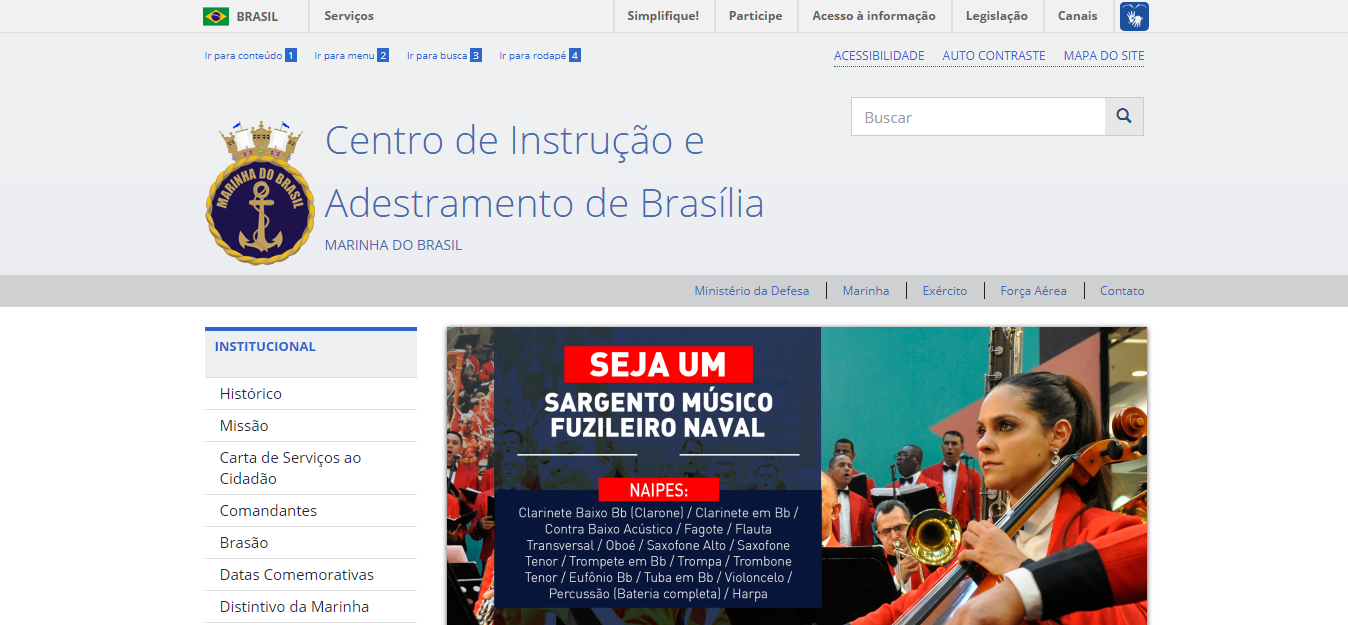 BRASIL Serviços Simplifique! Participe Acesso à informação Legislação Canais
Ir para conteúdo 1 Ir para menu 2 Ir para busca 3 Ir para rodapé 4 ACESSIBILIDADE AUTO CONTRASTE MAPA DO SITE
Buscar
MARINHA DO BRASIL
Centro de Instrução e
Adestramento de Brasília
MARINHA DO BRASIL
Ministério da Defesa Marinha Exército Força Aérea Contato
INSTITUCIONAL
Histórico
Missão
Carta de Serviços ao
Cidadão
Comandantes
Brasão
Datas Comemorativas
Distintivo da Marinha
SEJA UM
SARGENTO MÚSICO
FUZILEIRO NAVAL
NAIPES:
Clarinete Baixo Bb (Clarone) / Clarinete em Bb /
Contra Baixo Acústico / Fagote / Flauta
Transversal / Oboé / Saxofone Alto / Saxofone
Tenor / Trompete em Bb / Trompa / Trombone
Tenor / Eufônio Bb / Tuba em Bb / Violoncelo /
Percussão (Bateria completa) / Harpa